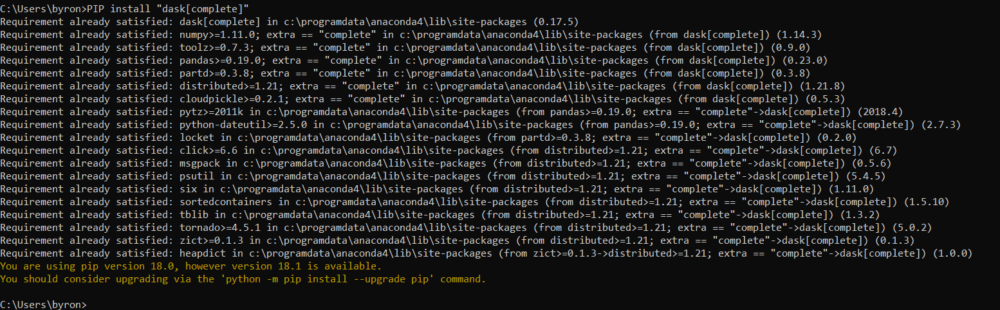 C:\Users\byron>PIP install "dask[complete]"
Requirement already satisfied: dask[complete] in c:\programdata\anaconda4\lib\site-packages (0.17.5)
Requirement already satisfied: numpy>=1.11.0; extra == "complete" in c:\programdata\anaconda4\lib\site-packages (from dask[complete]) (1.14.3)
Requirement already satisfied: toolz>=0.7.3; extra == "complete" in c:\programdata\anaconda4\lib\site-packages (from dask[complete]) (0.9.0)
Requirement already satisfied: pandas>=0.19.0; extra == "complete" in c:\programdata\anaconda4\lib\site-packages (from dask[complete]) (0.23.0)
Requirement already satisfied: partd>=0.3.8; extra == "complete" in c:\programdata\anaconda4\lib\site-packages (from dask[complete]) (0.3.8)
Requirement already satisfied: distributed>=1.21; extra == "complete" in c:\programdata\anaconda4\lib\site-packages (from dask[complete]) (1.21.8)
Requirement already satisfied: cloudpickle>=0.2.1; extra == "complete" in c:\programdata\anaconda4\lib\site-packages (from dask[complete]) (0.5.3)
Requirement already satisfied: pytz>=2011k in c:\programdata\anaconda4\lib\site-packages (from pandas>=0.19.0; extra == "complete"->dask[complete]) (2018.4)
Requirement already satisfied: python-dateutil>=2.5.0 in c:\programdata\anaconda4\lib\site-packages (from pandas>=0.19.0; extra == "complete"->dask[complete]) (2.7.3)
Requirement already satisfied: locket in c:\programdata\anaconda4\lib\site-packages (from partd>=0.3.8; extra == "complete"->dask[complete]) (0.2.0)
Requirement already satisfied: click>=6.6 in c:\programdata\anaconda4\lib\site-packages (from distributed>=1.21; extra == "complete"->dask[complete]) (6.7)
Requirement already satisfied: msgpack in c:\programdata\anaconda4\lib\site-packages (from distributed>=1.21; extra == "complete"->dask[complete]) (0.5.6)
Requirement already satisfied: psutil in c:\programdata\anaconda4\lib\site-packages (from distributed>=1.21; extra == "complete"->dask[complete]) (5.4.5)
Requirement already satisfied: six in c:\programdata\anaconda4\lib\site-packages (from distributed>=1.21; extra == "complete"->dask[complete]) (1.11.0)
Requirement already satisfied: sortedcontainers in c:\programdata\anaconda4\lib\site-packages (from distributed>=1.21; extra == "complete"->dask[complete]) (1.5.10)
Requirement already satisfied: tblib in c:\programdata\anaconda4\lib\site-packages (from distributed>=1.21; extra == "complete"->dask[complete]) (1.3.2)
Requirement already satisfied: tornado>=4.5.1 in c:\programdata\anaconda4\lib\site-packages (from distributed>=1.21; extra == "complete"->dask[complete]) (5.0.2)
Requirement already satisfied: zict>=0.1.3 in c:\programdata\anaconda4\lib\site-packages (from distributed>=1.21; extra == "complete"->dask[complete]) (0.1.3)
Requirement already satisfied: heapdict in c:\programdata\anaconda4\lib\site-packages (from zict>=0.1.3->distributed>=1.21; extra == "complete"->dask[complete]) (1.0.0)
You are using pip version 18.0, however version 18.1 is available.
You should consider upgrading via the 'python -m pip install --upgrade pip' command.
C:\Users\byron>